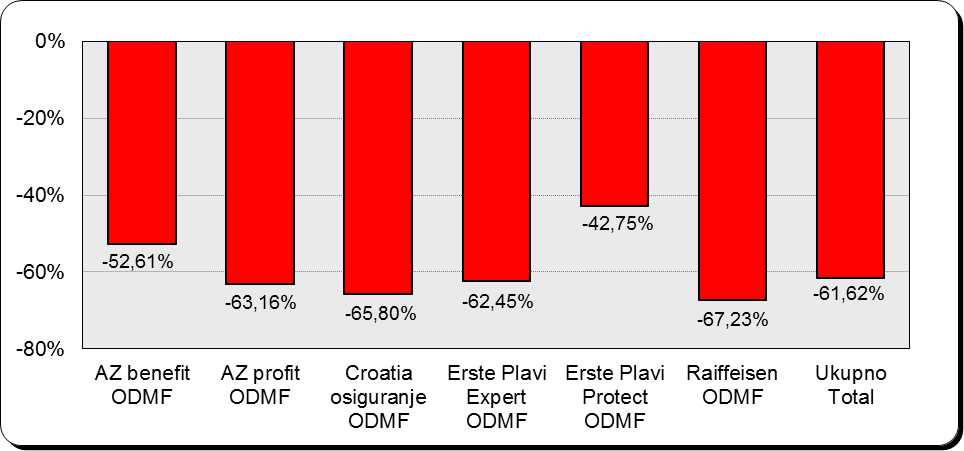 0%
-20%
-40%
-60%
-80%
-52,61%
-63,16%
-65,80%
-62,45%
-42,75%
-67,23%
-61,62%
AZ benefit
ODMF
AZ profit
ODMF
Croatia
osiguranje
ODMF
Erste Plavi
Expert
ODMF
Erste Plavi
Protect
ODMF
Raiffeisen
ODMF
Ukupno
Total